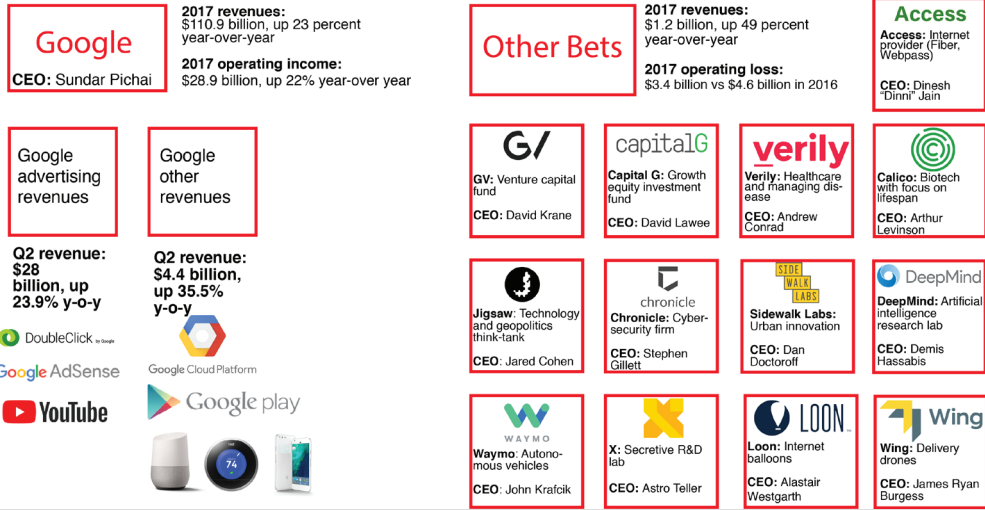 Google
CEO: Sundar Pichai
2017 revenues:
$110.9 billion, up 23 percent
year-over-year
2017 operating income:
$28.9 billion, up 22% year-over year
Google
advertising
revenues
Q2 revenue:
$28
billion, up
23.9% y-o-y
DoubleClick by Google
Google AdSense
YouTube
Google
other
revenues
Q2 revenue:
$4.4 billion,
up 35.5%
y-o-y
Google Cloud Platform
Google play
74
Other Bets
2017 revenues:
$1.2 billion, up 49 percent
year-over-year
2017 operating loss:
$3.4 billion vs $4.6 billion in 2016
Access
Access: Internet
provider (Fiber,
Webpass)
CEO: Dinesh
“Dinni” Jain
GV
GV: Venture capital
fund
CEO: David Krane
capitalG
Capital G: Growth
equity investment
fund
CEO: David Lawee
verily
Verily: Healthcare
and managing dis-
ease
CEO: Andrew
Conrad
Calico: Biotech
with focus on
lifespan
CEO: Arthur
Levinson
Jigsaw: Technology
and geopolitics
think-tank
CEO: Jared Cohen
chronicle
Chronicle: Cyber-
security firm
CEO: Stephen
Gillett
SIDE
WALK
LABS
Sidewalk Labs:
Urban innovation
CEO: Dan
Doctoroff
DeepMind
DeepMind: Artificial
intelligence
research lab
CEO: Demis
Hassabis
WAYMO
Waymo: Autono-
mous vehicles
CEO: John Krafcik
X: Secretive R&D
lab
CEO: Astro Teller
LOON
Loon: Internet
balloons
CEO: Alastair
Westgarth
Wing
Wing: Delivery
drones
CEO: James Ryan
Burgess